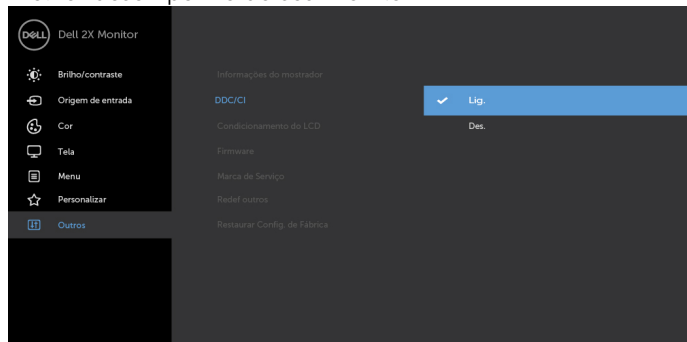 DELL
Dell 2X Monitor
Brilho/contraste
Origem de entrada
Cor
Tela
Menu
Personalizar
Outros
Informações do mostrador
DDC/CI
Condicionamento do LCD
Firmware
Marca de Serviço
Redef outros
Restaurar Config. de Fábrica
Lig.
Des.